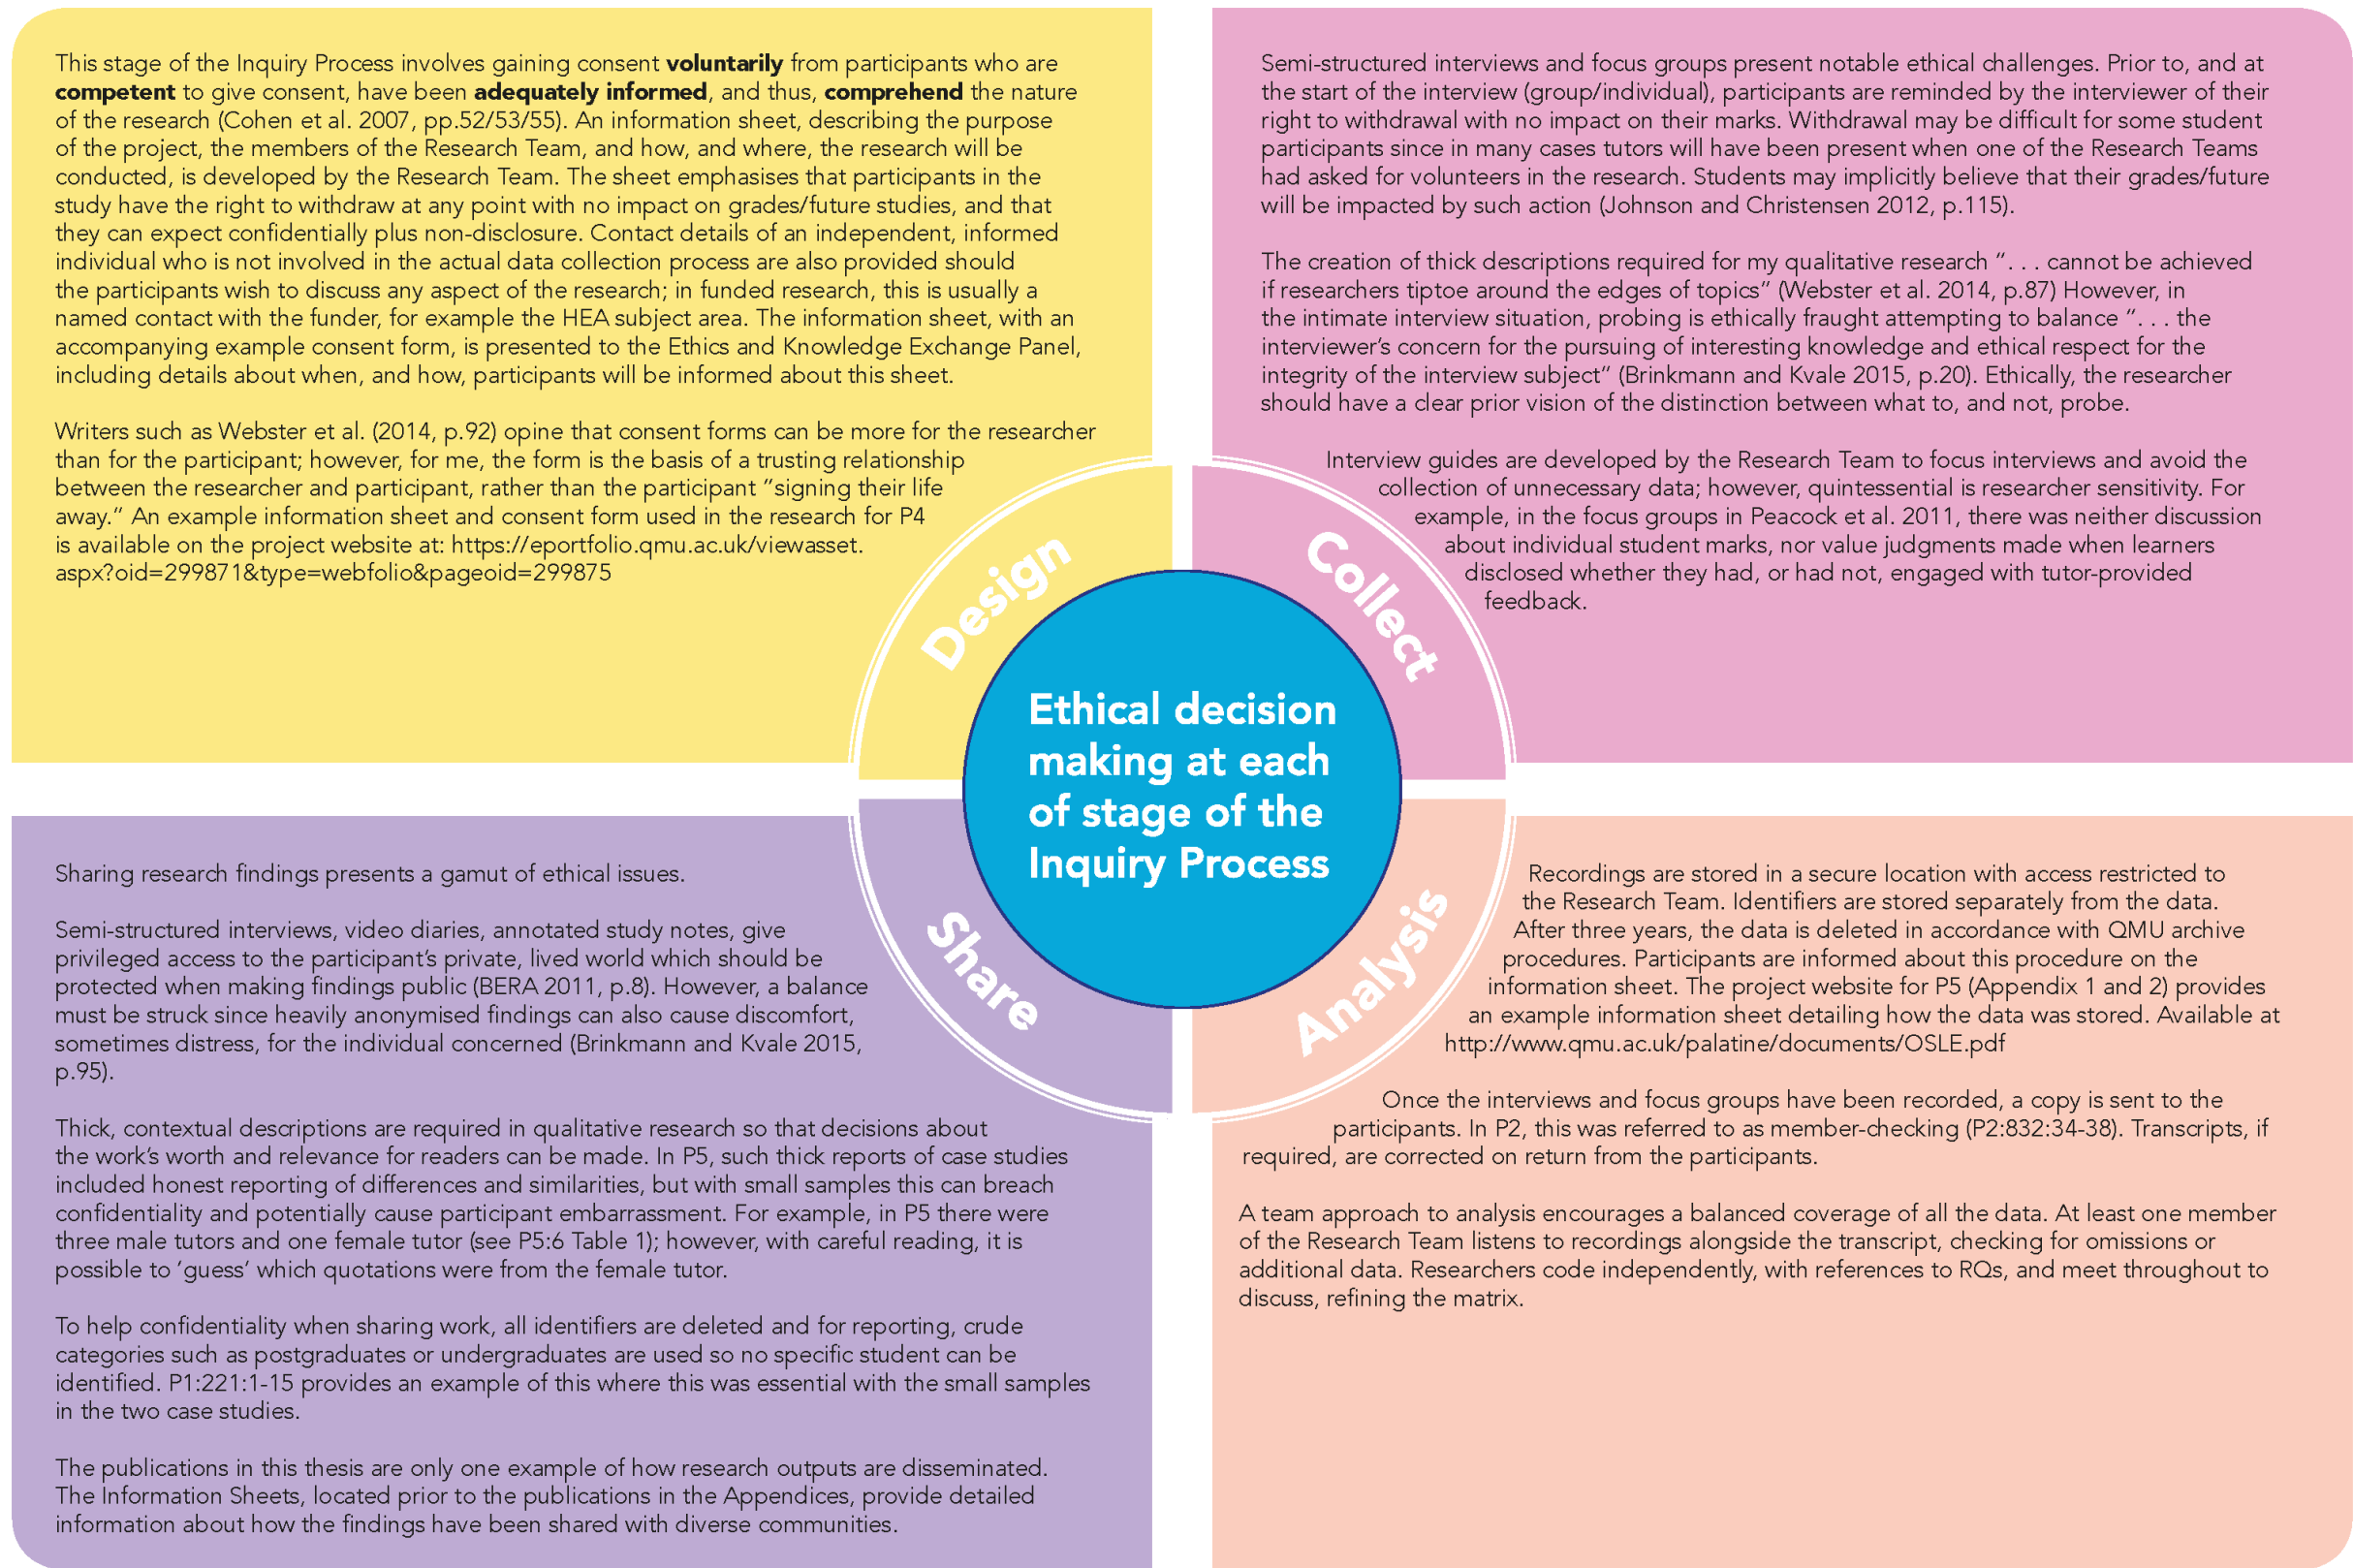 This stage of the Inquiry Process involves gaining consent voluntarily from participants who are
competent to give consent, have been adequately informed, and thus, comprehend the nature
of the research (Cohen et al. 2007, pp.52/53/55). An information sheet, describing the purpose
of the project, the members of the Research Team, and how, and where, the research will be
conducted, is developed by the Research Team. The sheet emphasises that participants in the
study have the right to withdraw at any point with no impact on grades/future studies, and that
they can expect confidentially plus non-disclosure. Contact details of an independent, informed
individual who is not involved in the actual data collection process are also provided should
the participants wish to discuss any aspect of the research; in funded research, this is usually a
named contact with the funder, for example the HEA subject area. The information sheet, with an
accompanying example consent form, is presented to the Ethics and Knowledge Exchange Panel,
including details about when, and how, participants will be informed about this sheet.
Writers such as Webster et al. (2014, p.92) opine that consent forms can be more for the researcher
than for the participant; however, for me, the form is the basis of a trusting relationship
between the researcher and participant, rather than the participant “signing their life
away.” An example information sheet and consent form used in the research for P4
is available on the project website at: https://eportfolio.qmu.ac.uk/viewasset.
aspx?oid=299871&type=webfolio&pageoid=299875
Design
Semi-structured interviews and focus groups present notable ethical challenges. Prior to, and at
the start of the interview (group/individual), participants are reminded by the interviewer of their
right to withdrawal with no impact on their marks. Withdrawal may be difficult for some student
participants since in many cases tutors will have been present when one of the Research Teams
had asked for volunteers in the research. Students may implicitly believe that their grades/future
will be impacted by such action (Johnson and Christensen 2012, p.115).
The creation of thick descriptions required for my qualitative research “. . . cannot be achieved
if researchers tiptoe around the edges of topics” (Webster et al. 2014, p.87) However, in
the intimate interview situation, probing is ethically fraught attempting to balance “. . . the
interviewer’s concern for the pursuing of interesting knowledge and ethical respect for the
integrity of the interview subject” (Brinkmann and Kvale 2015, p.20). Ethically, the researcher
should have a clear prior vision of the distinction between what to, and not, probe.
Interview guides are developed by the Research Team to focus interviews and avoid the
collection of unnecessary data; however, quintessential is researcher sensitivity. For
example, in the focus groups in Peacock et al. 2011, there was neither discussion
about individual student marks, nor value judgments made when learners
disclosed whether they had, or had not, engaged with tutor-provided
feedback.
Collect
Ethical decision
making at each
of stage of the
Inquiry Process
Sharing research findings presents a gamut of ethical issues.
Semi-structured interviews, video diaries, annotated study notes, give
privileged access to the participant’s private, lived world which should be
protected when making findings public (BERA 2011, p.8). However, a balance
must be struck since heavily anonymised findings can also cause discomfort,
sometimes distress, for the individual concerned (Brinkmann and Kvale 2015,
p.95).
Thick, contextual descriptions are required in qualitative research so that decisions about
the work’s worth and relevance for readers can be made. In P5, such thick reports of case studies
included honest reporting of differences and similarities, but with small samples this can breach
confidentiality and potentially cause participant embarrassment. For example, in P5 there were
three male tutors and one female tutor (see P5:6 Table 1); however, with careful reading, it is
possible to ‘guess’ which quotations were from the female tutor.
To help confidentiality when sharing work, all identifiers are deleted and for reporting, crude
categories such as postgraduates or undergraduates are used so no specific student can be
identified. P1:221:1-15 provides an example of this where this was essential with the small samples
in the two case studies.
The publications in this thesis are only one example of how research outputs are disseminated.
The Information Sheets, located prior to the publications in the Appendices, provide detailed
information about how the findings have been shared with diverse communities.
Share
Recordings are stored in a secure location with access restricted to
the Research Team. Identifiers are stored separately from the data.
After three years, the data is deleted in accordance with QMU archive
procedures. Participants are informed about this procedure on the
information sheet. The project website for P5 (Appendix 1 and 2) provides
an example information sheet detailing how the data was stored. Available at
http://www.qmu.ac.uk/palatine/documents/OSLE.pdf
Once the interviews and focus groups have been recorded, a copy is sent to the
participants. In P2, this was referred to as member-checking (P2:832:34-38). Transcripts, if
required, are corrected on return from the participants.
A team approach to analysis encourages a balanced coverage of all the data. At least one member
of the Research Team listens to recordings alongside the transcript, checking for omissions or
additional data. Researchers code independently, with references to RQs, and meet throughout to
discuss, refining the matrix.
Analysis